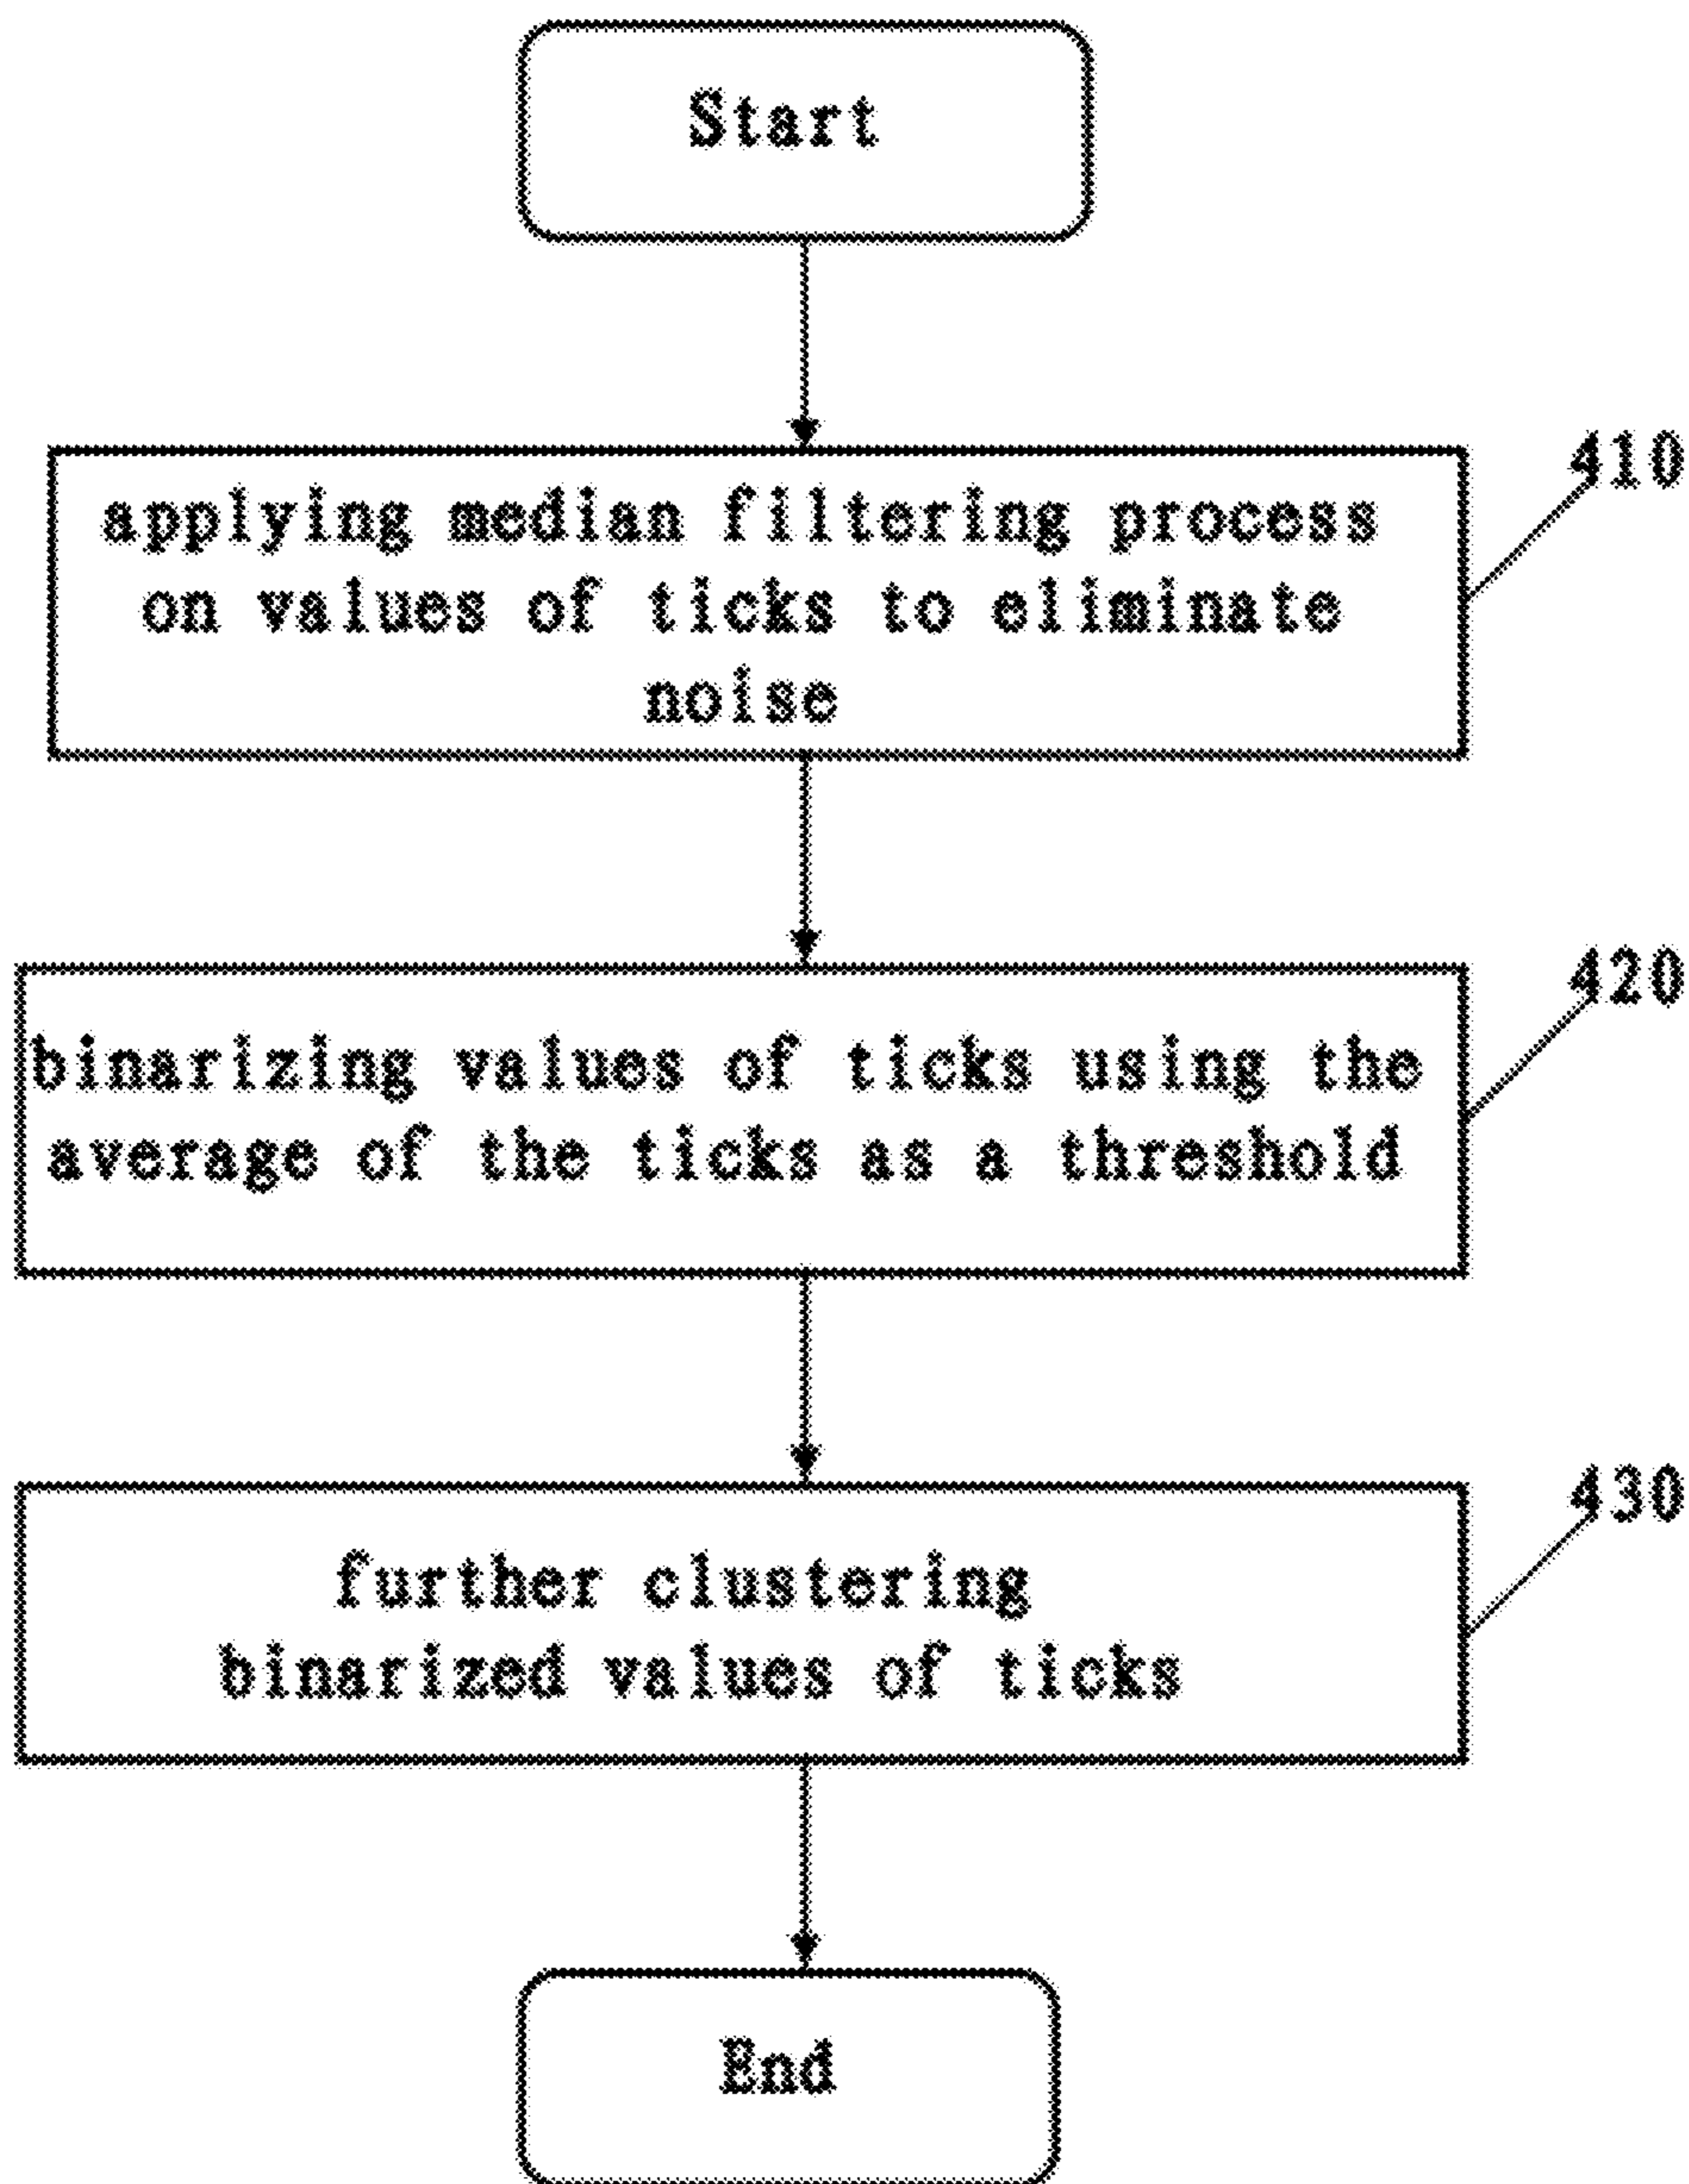 Start
410
applying median filtering process
on values of ticks to eliminate
noise
420
binarizing values of ticks using the
average of the ticks as a threshold
430
further clustering
binarized values of ticks
End